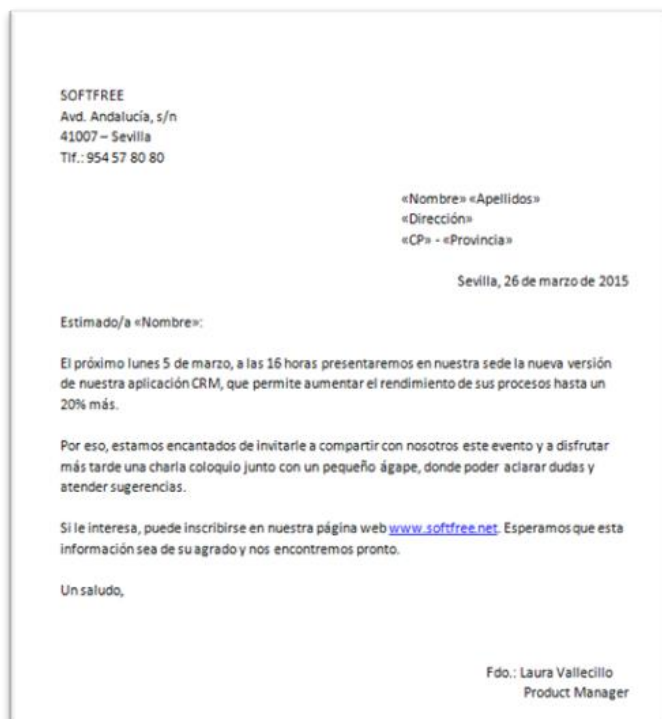 SOFTFREE
Avd. Andalucía, s/n
41007 – Sevilla
Tlf.: 954 57 80 80
«Nombre» «Apellidos»
«Dirección»
«CP» - «Provincia»
Sevilla, 26 de marzo de 2015
Estimado/a «Nombre»:
El próximo lunes 5 de marzo, a las 16 horas presentaremos en nuestra sede la nueva versión
de nuestra aplicación CRM, que permite aumentar el rendimiento de sus procesos hasta un
20% más.
Por eso, estamos encantados de invitarle a compartir con nosotros este evento y a disfrutar
más tarde una charla coloquio junto con un pequeño ágape, donde poder aclarar dudas y
atender sugerencias.
Si le interesa, puede inscribirse en nuestra página web www.softfree.net. Esperamos que esta
información sea de su agrado y nos encontremos pronto.
Un saludo,
Fdo.: Laura Vallecillo
Product Manager